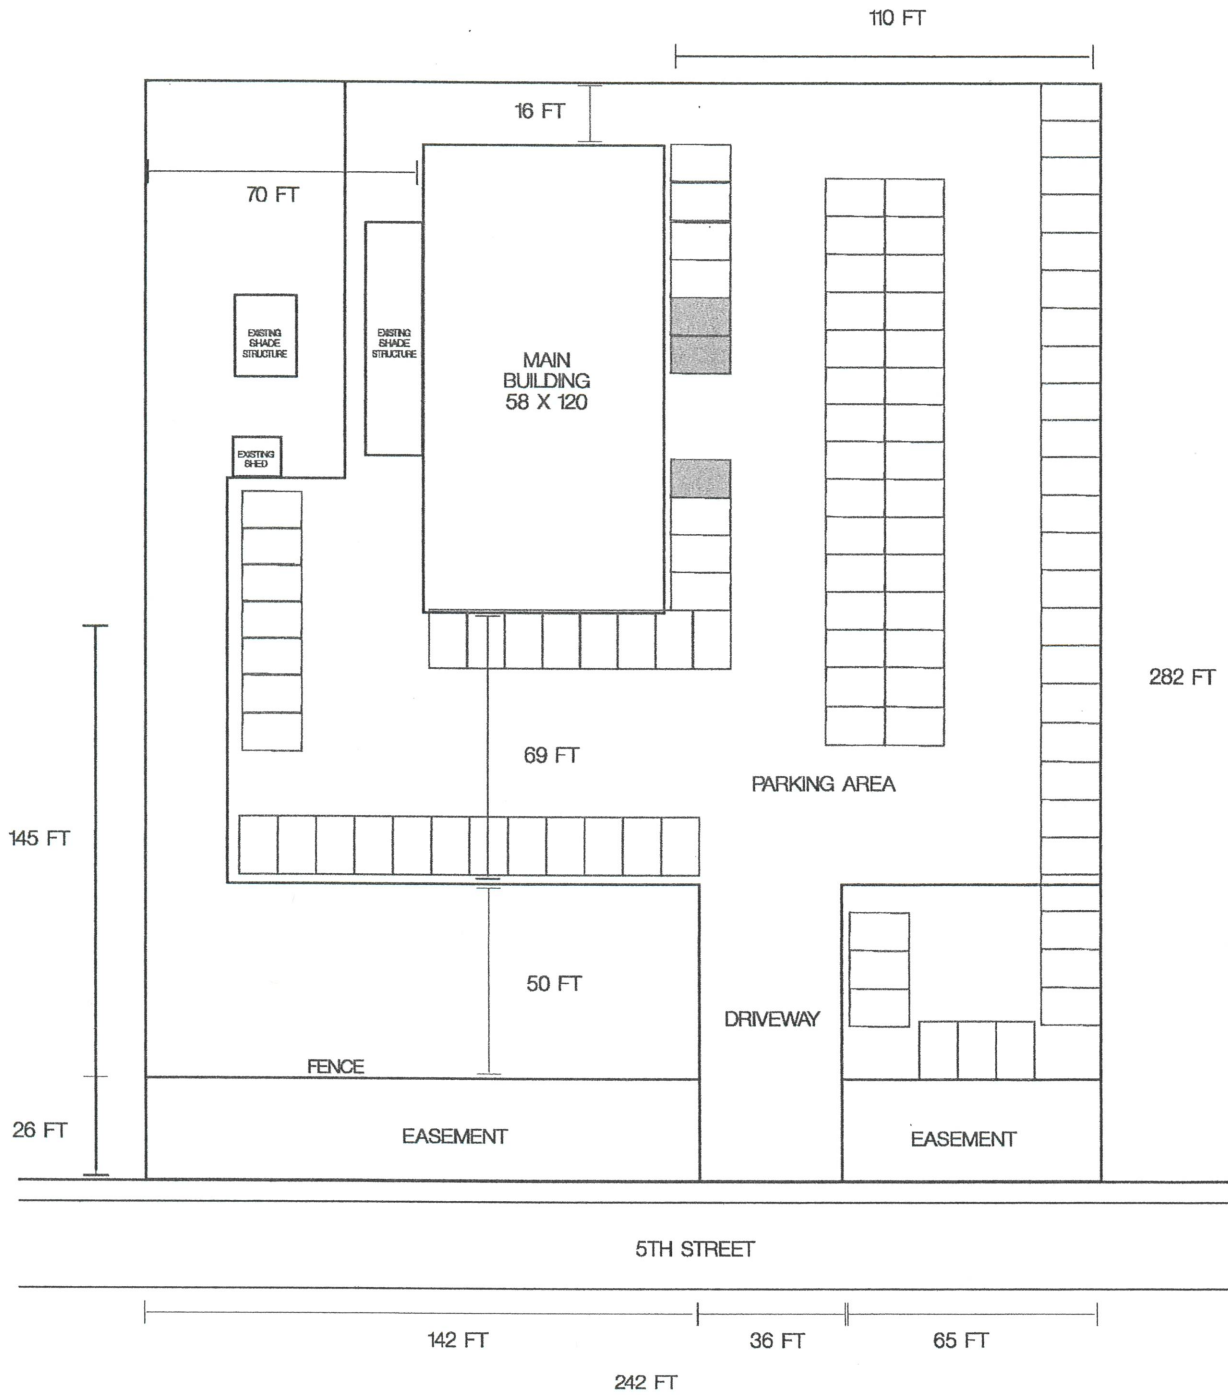 110 FT
16 FT
70 FT
EXISTING
SHADE
STRUCTURE
EXISTING
SHADE
STRUCTURE
MAIN
BUILDING
58 X 120
EXISTING
SHED
282 FT
69 FT
PARKING AREA
145 FT
50 FT
DRIVEWAY
FENCE
26 FT
EASEMENT
EASEMENT
5TH STREET
142 FT
36 FT
65 FT
242 FT